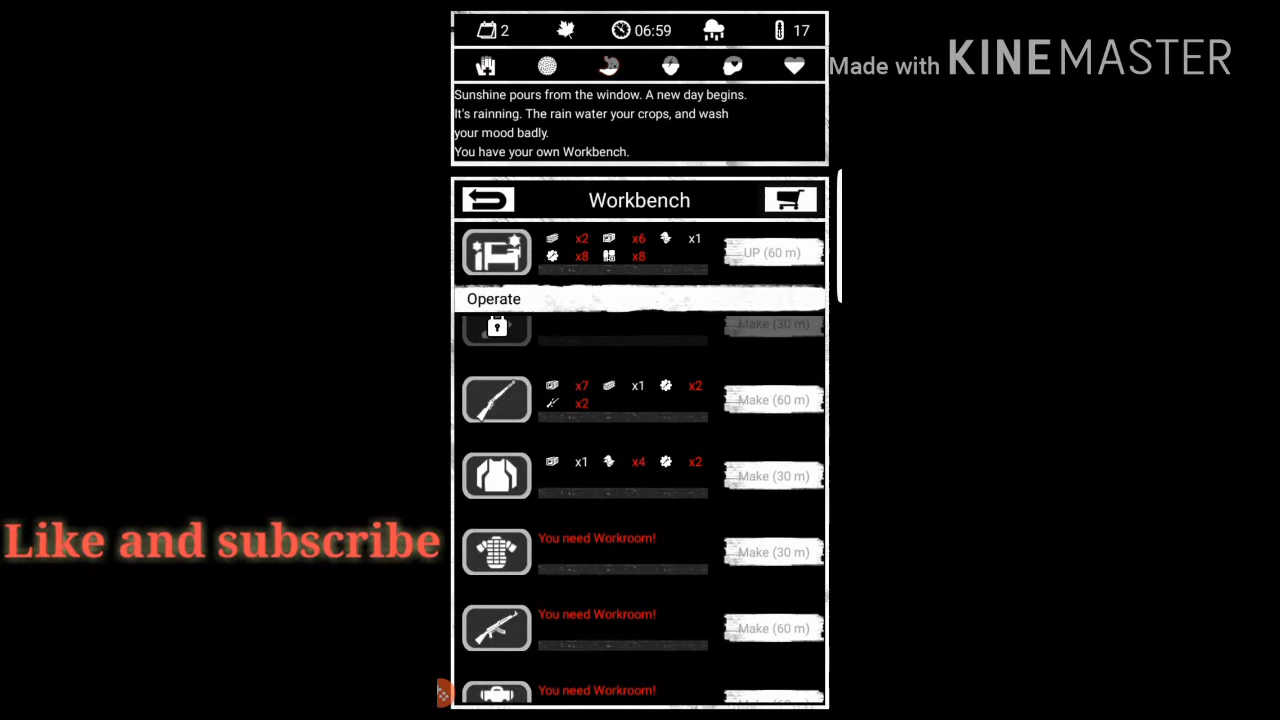 2
06:59
17
Made with KINEMASTER
Sunshine pours from the window. A new day begins.
It's rainning. The rain water your crops, and wash
your mood badly.
You have your own Workbench.
Workbench
x2 x6 x1
x8 x8
UP (60 m)
Operate
Make (30 m)
x7 x1 x2
x2
Make (60 m)
x1 x4 x2
Make (30 m)
Like and subscribe
You need Workroom!
Make (30 m)
You need Workroom!
Make (60 m)
You need Workroom!